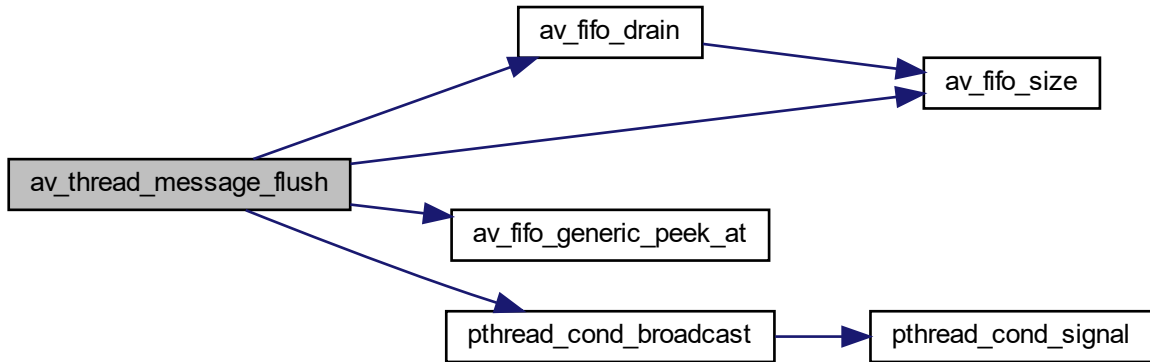 av_fifo_drain
av_fifo_size
av_thread_message_flush
av_fifo_generic_peek_at
pthread_cond_broadcast
pthread_cond_signal